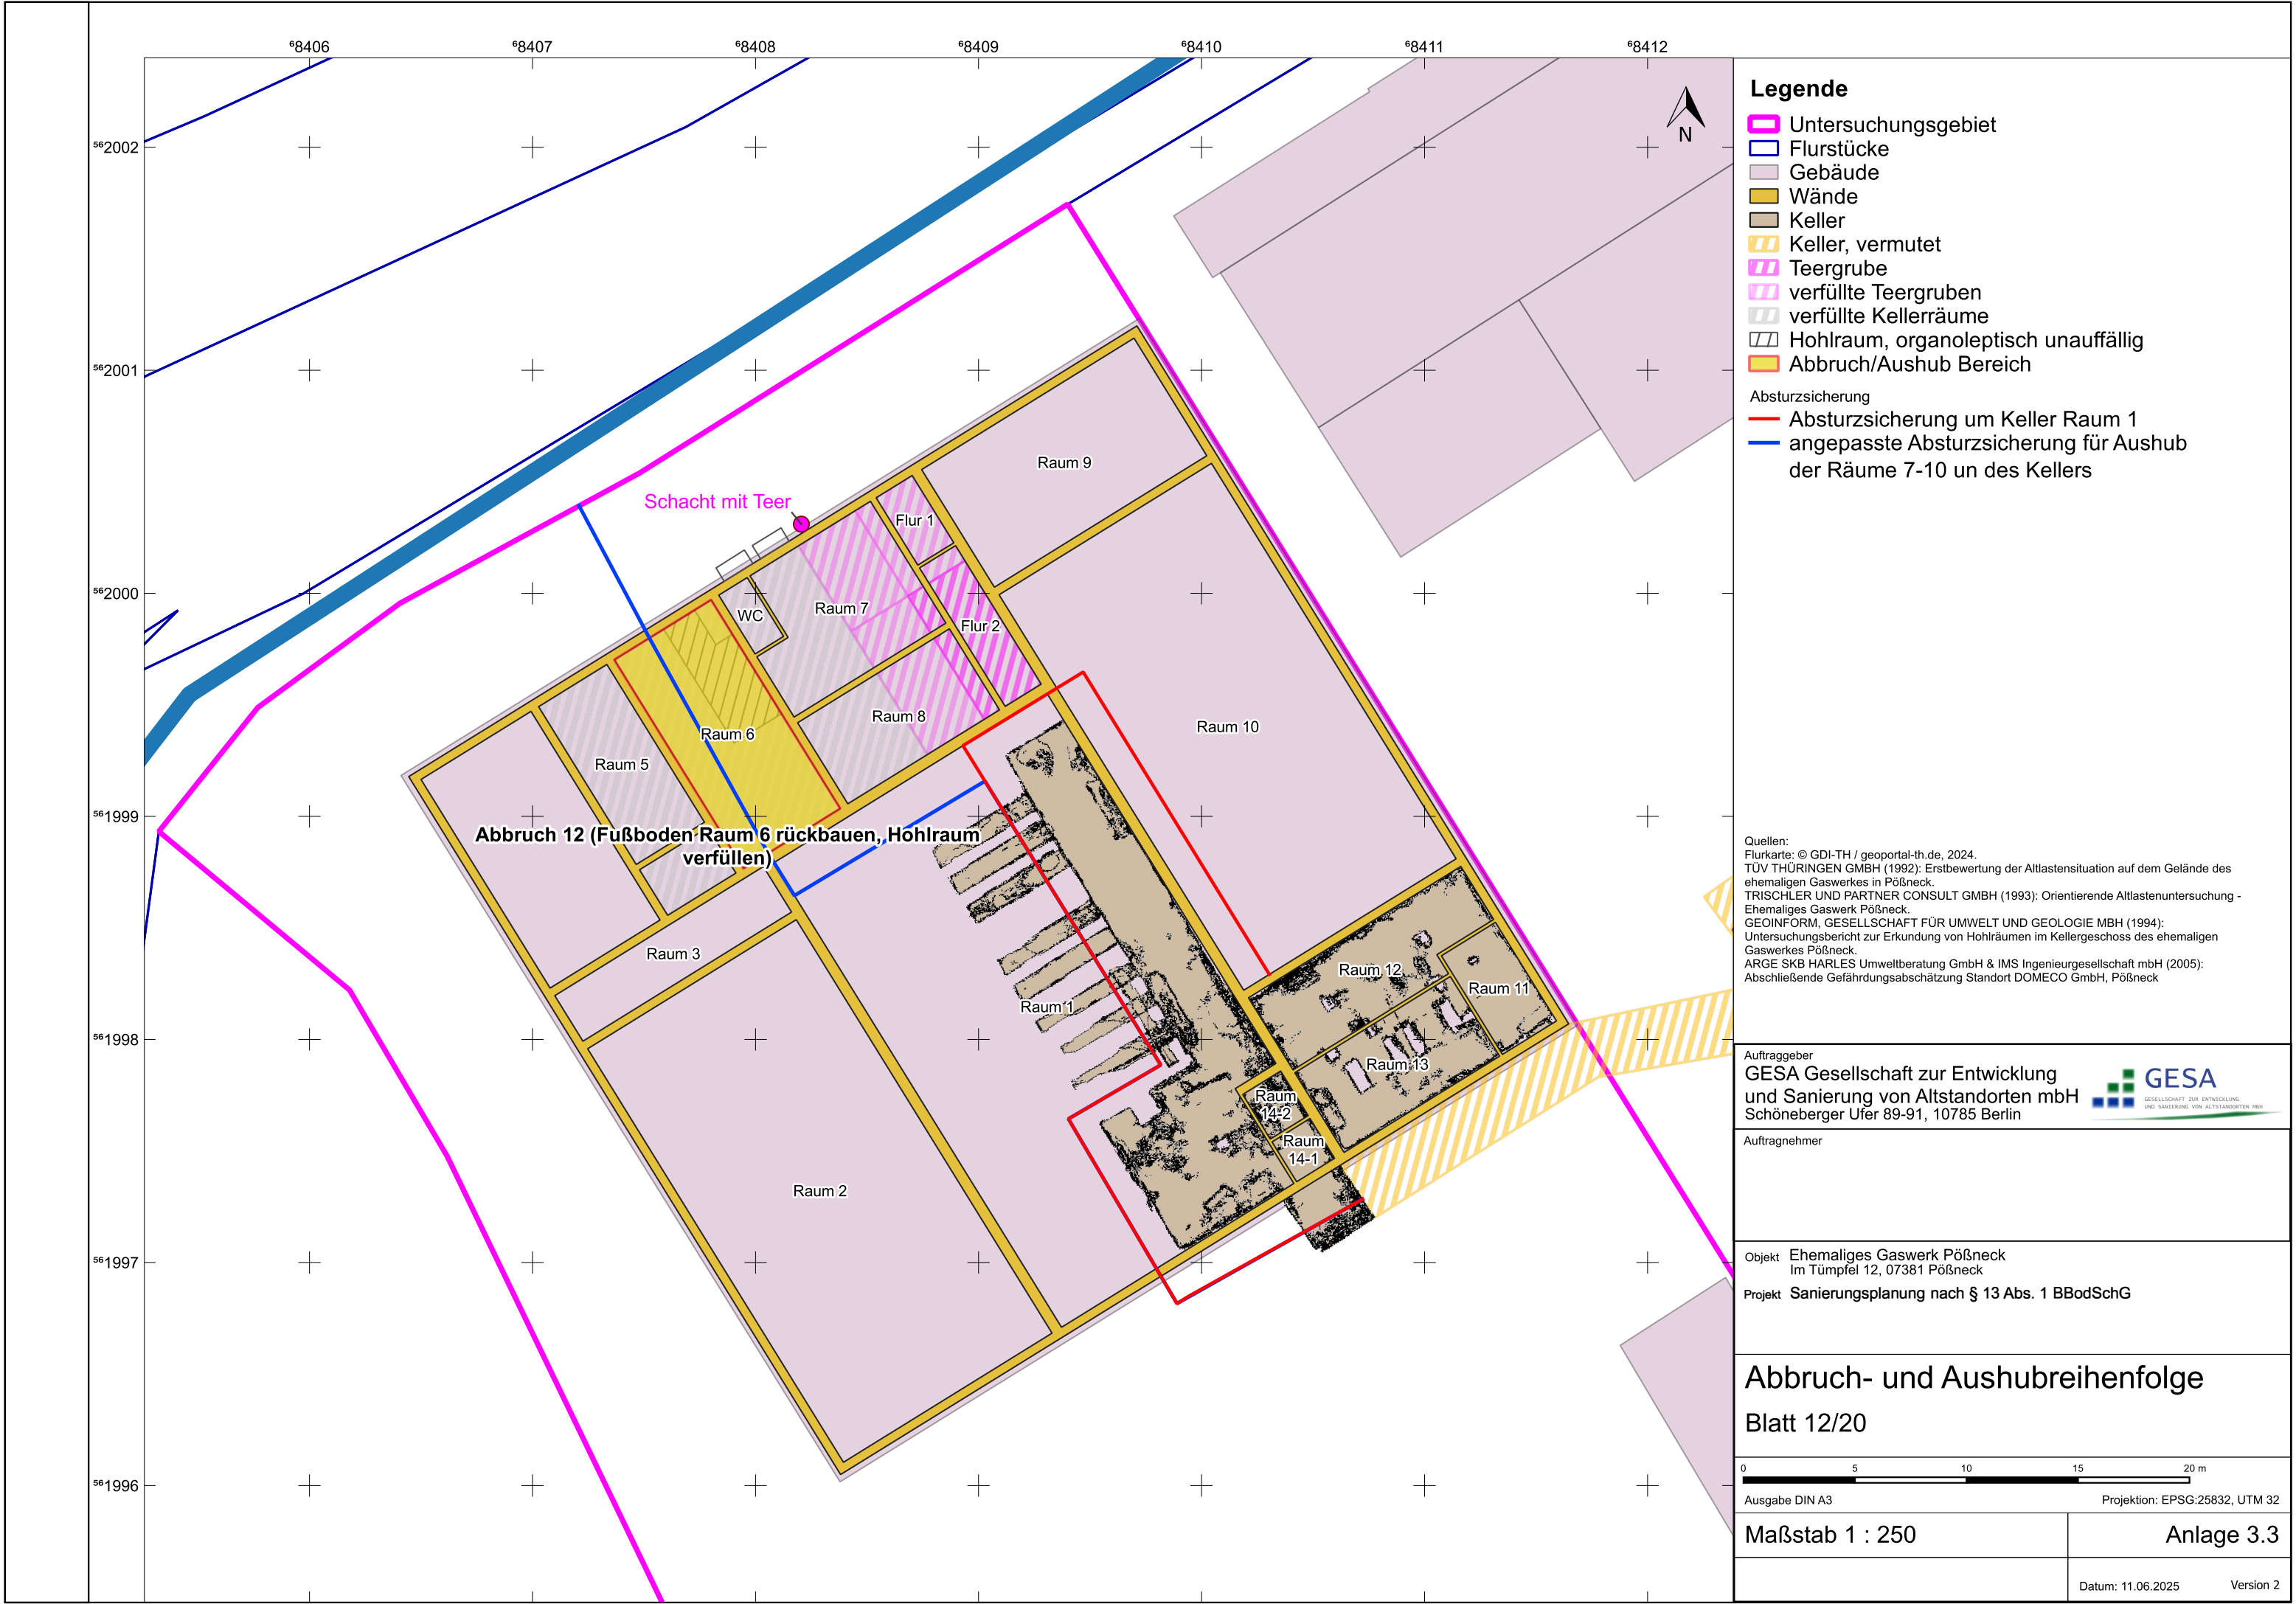 ⁶8406 ⁶8407 ⁶8408 ⁶8409 ⁶8410 ⁶8411 ⁶8412
⁵⁶2002
⁵⁶2001
⁵⁶2000
⁵⁶1999
⁵⁶1998
⁵⁶1997
⁵⁶1996
N
Raum 9
Schacht mit Teer
Flur 1
WC
Raum 7
Flur 2
Raum 8
Raum 6
Raum 10
Raum 5
Abbruch 12 (Fußboden Raum 6 rückbauen, Hohlraum
verfüllen)
Raum 3
Raum 12
Raum 11
Raum 1
Raum 13
Raum
14-2
Raum
14-1
Raum 2
Legende
Untersuchungsgebiet
Flurstücke
Gebäude
Wände
Keller
Keller, vermutet
Teergrube
verfüllte Teergruben
verfüllte Kellerräume
Hohlraum, organoleptisch unauffällig
Abbruch/Aushub Bereich
Absturzsicherung
Absturzsicherung um Keller Raum 1
angepasste Absturzsicherung für Aushub
der Räume 7-10 un des Kellers
Quellen:
Flurkarte: © GDI-TH / geoportal-th.de, 2024.
TÜV THÜRINGEN GMBH (1992): Erstbewertung der Altlastensituation auf dem Gelände des
ehemaligen Gaswerkes in Pößneck.
TRISCHLER UND PARTNER CONSULT GMBH (1993): Orientierende Altlastenuntersuchung -
Ehemaliges Gaswerk Pößneck.
GEOINFORM, GESELLSCHAFT FÜR UMWELT UND GEOLOGIE MBH (1994):
Untersuchungsbericht zur Erkundung von Hohlräumen im Kellergeschoss des ehemaligen
Gaswerkes Pößneck.
ARGE SKB HARLES Umweltberatung GmbH & IMS Ingenieurgesellschaft mbH (2005):
Abschließende Gefährdungsabschätzung Standort DOMECO GmbH, Pößneck
Auftraggeber
GESA Gesellschaft zur Entwicklung
und Sanierung von Altstandorten mbH
Schöneberger Ufer 89-91, 10785 Berlin
GESA
GESELLSCHAFT ZUR ENTWICKLUNG
UND SANIERUNG VON ALTSTANDORTEN MBH
Auftragnehmer
Objekt Ehemaliges Gaswerk Pößneck
Im Tümpfel 12, 07381 Pößneck
Projekt Sanierungsplanung nach § 13 Abs. 1 BBodSchG
Abbruch- und Aushubreihenfolge
Blatt 12/20
0 5 10 15 20 m
Ausgabe DIN A3 Projektion: EPSG:25832, UTM 32
Maßstab 1 : 250 Anlage 3.3
Datum: 11.06.2025 Version 2